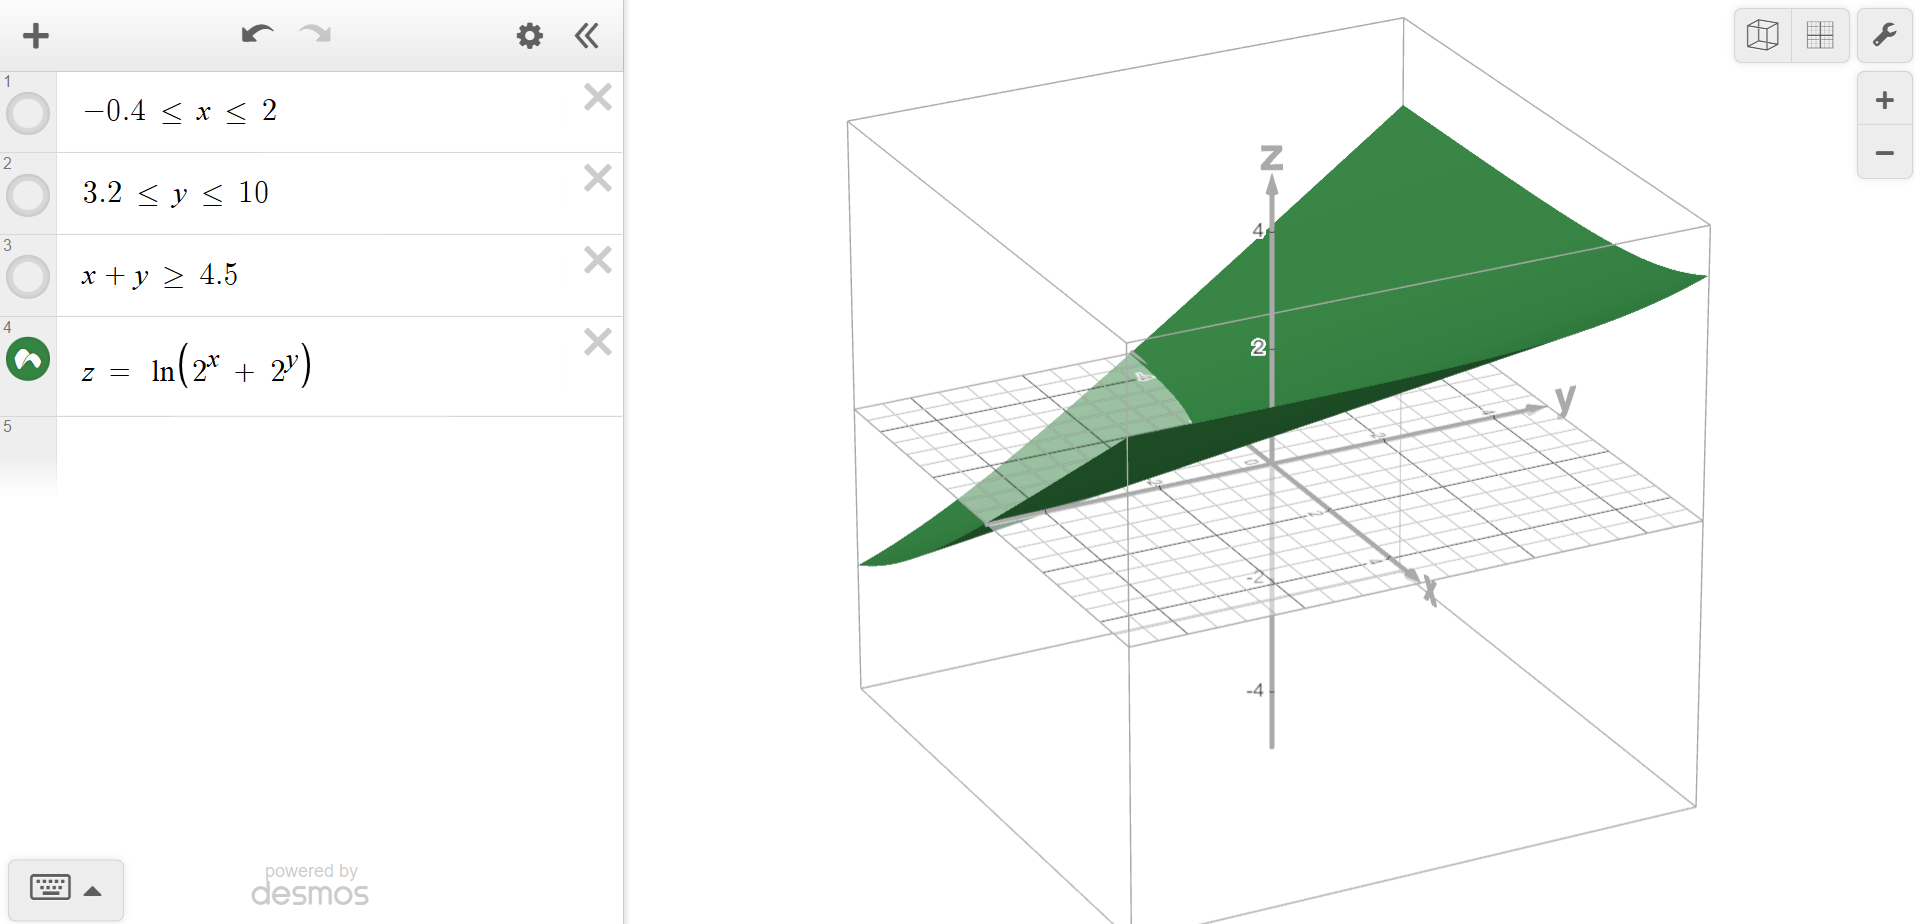 1
−0.4 ≤ x ≤ 2
2
3.2 ≤ y ≤ 10
3
x + y ≥ 4.5
4
z = ln(2^x + 2^y)
5
powered by
desmos
z
4
2
y
0
x
-2
-4